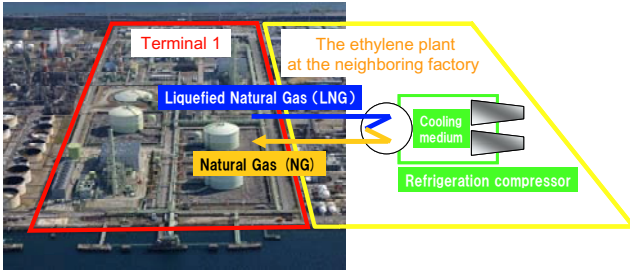 Terminal 1
The ethylene plant
at the neighboring factory
Liquefied Natural Gas (LNG)
Cooling
medium
Natural Gas (NG)
Refrigeration compressor